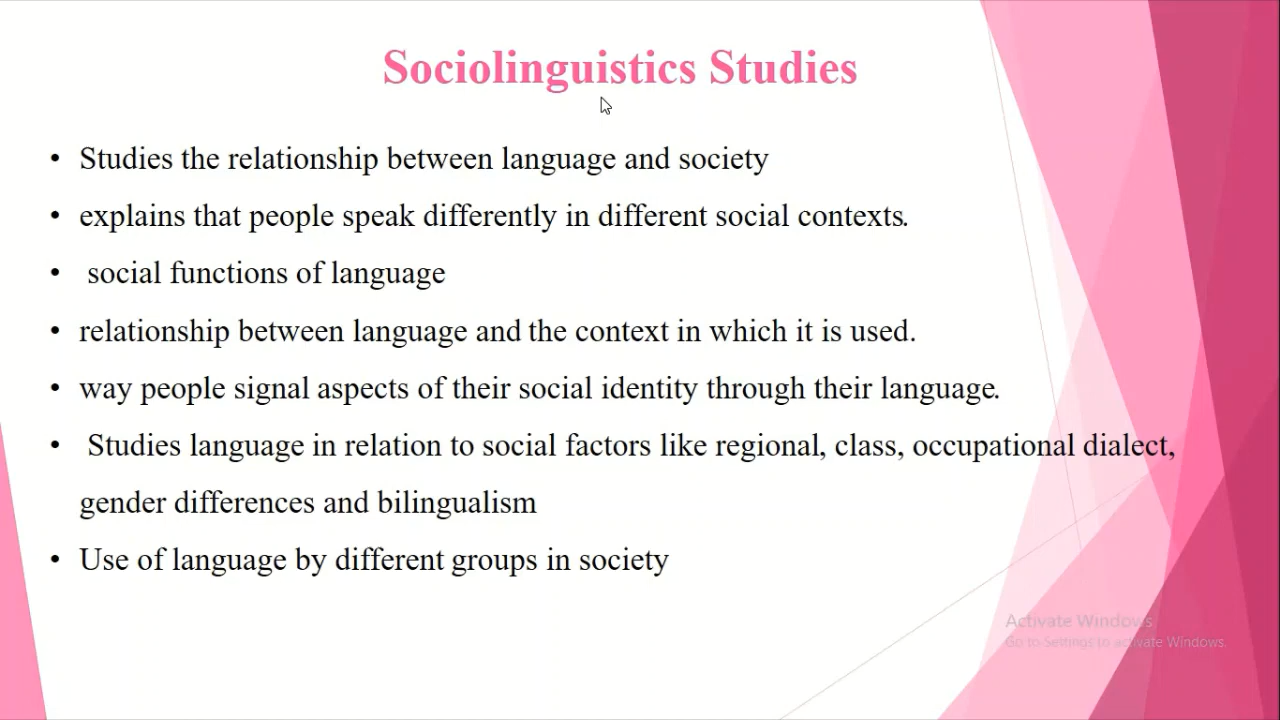 Sociolinguistics Studies
• Studies the relationship between language and society
• explains that people speak differently in different social contexts.
• social functions of language
• relationship between language and the context in which it is used.
• way people signal aspects of their social identity through their language.
• Studies language in relation to social factors like regional, class, occupational dialect,
gender differences and bilingualism
• Use of language by different groups in society
Activate Windows
Go to Settings to activate Windows.